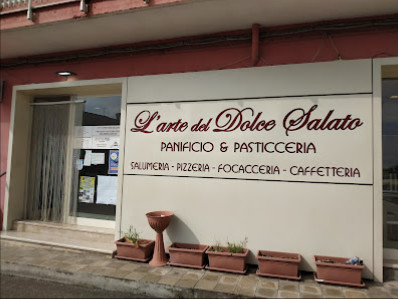 L'arte del Dolce Salato
PANIFICIO & PASTICCERIA
SALUMERIA - PIZZERIA - FOCACCERIA - CAFFETTERIA